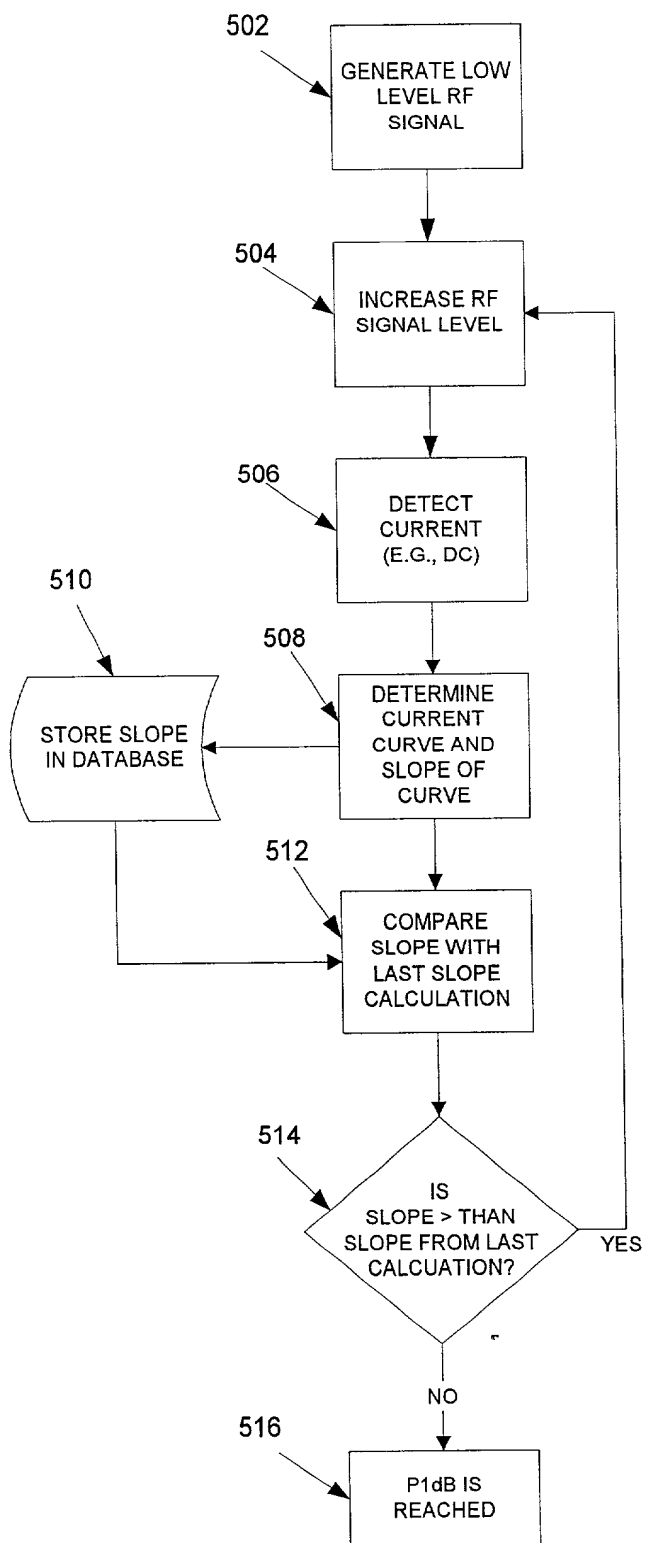 502
GENERATE LOW
LEVEL RF
SIGNAL
504
INCREASE RF
SIGNAL LEVEL
506
DETECT
CURRENT
(E.G., DC)
510
STORE SLOPE
IN DATABASE
508
DETERMINE
CURRENT
CURVE AND
SLOPE OF
CURVE
512
COMPARE
SLOPE WITH
LAST SLOPE
CALCULATION
514
IS
SLOPE > THAN
SLOPE FROM LAST
CALCUATION?
YES
NO
516
P1dB IS
REACHED